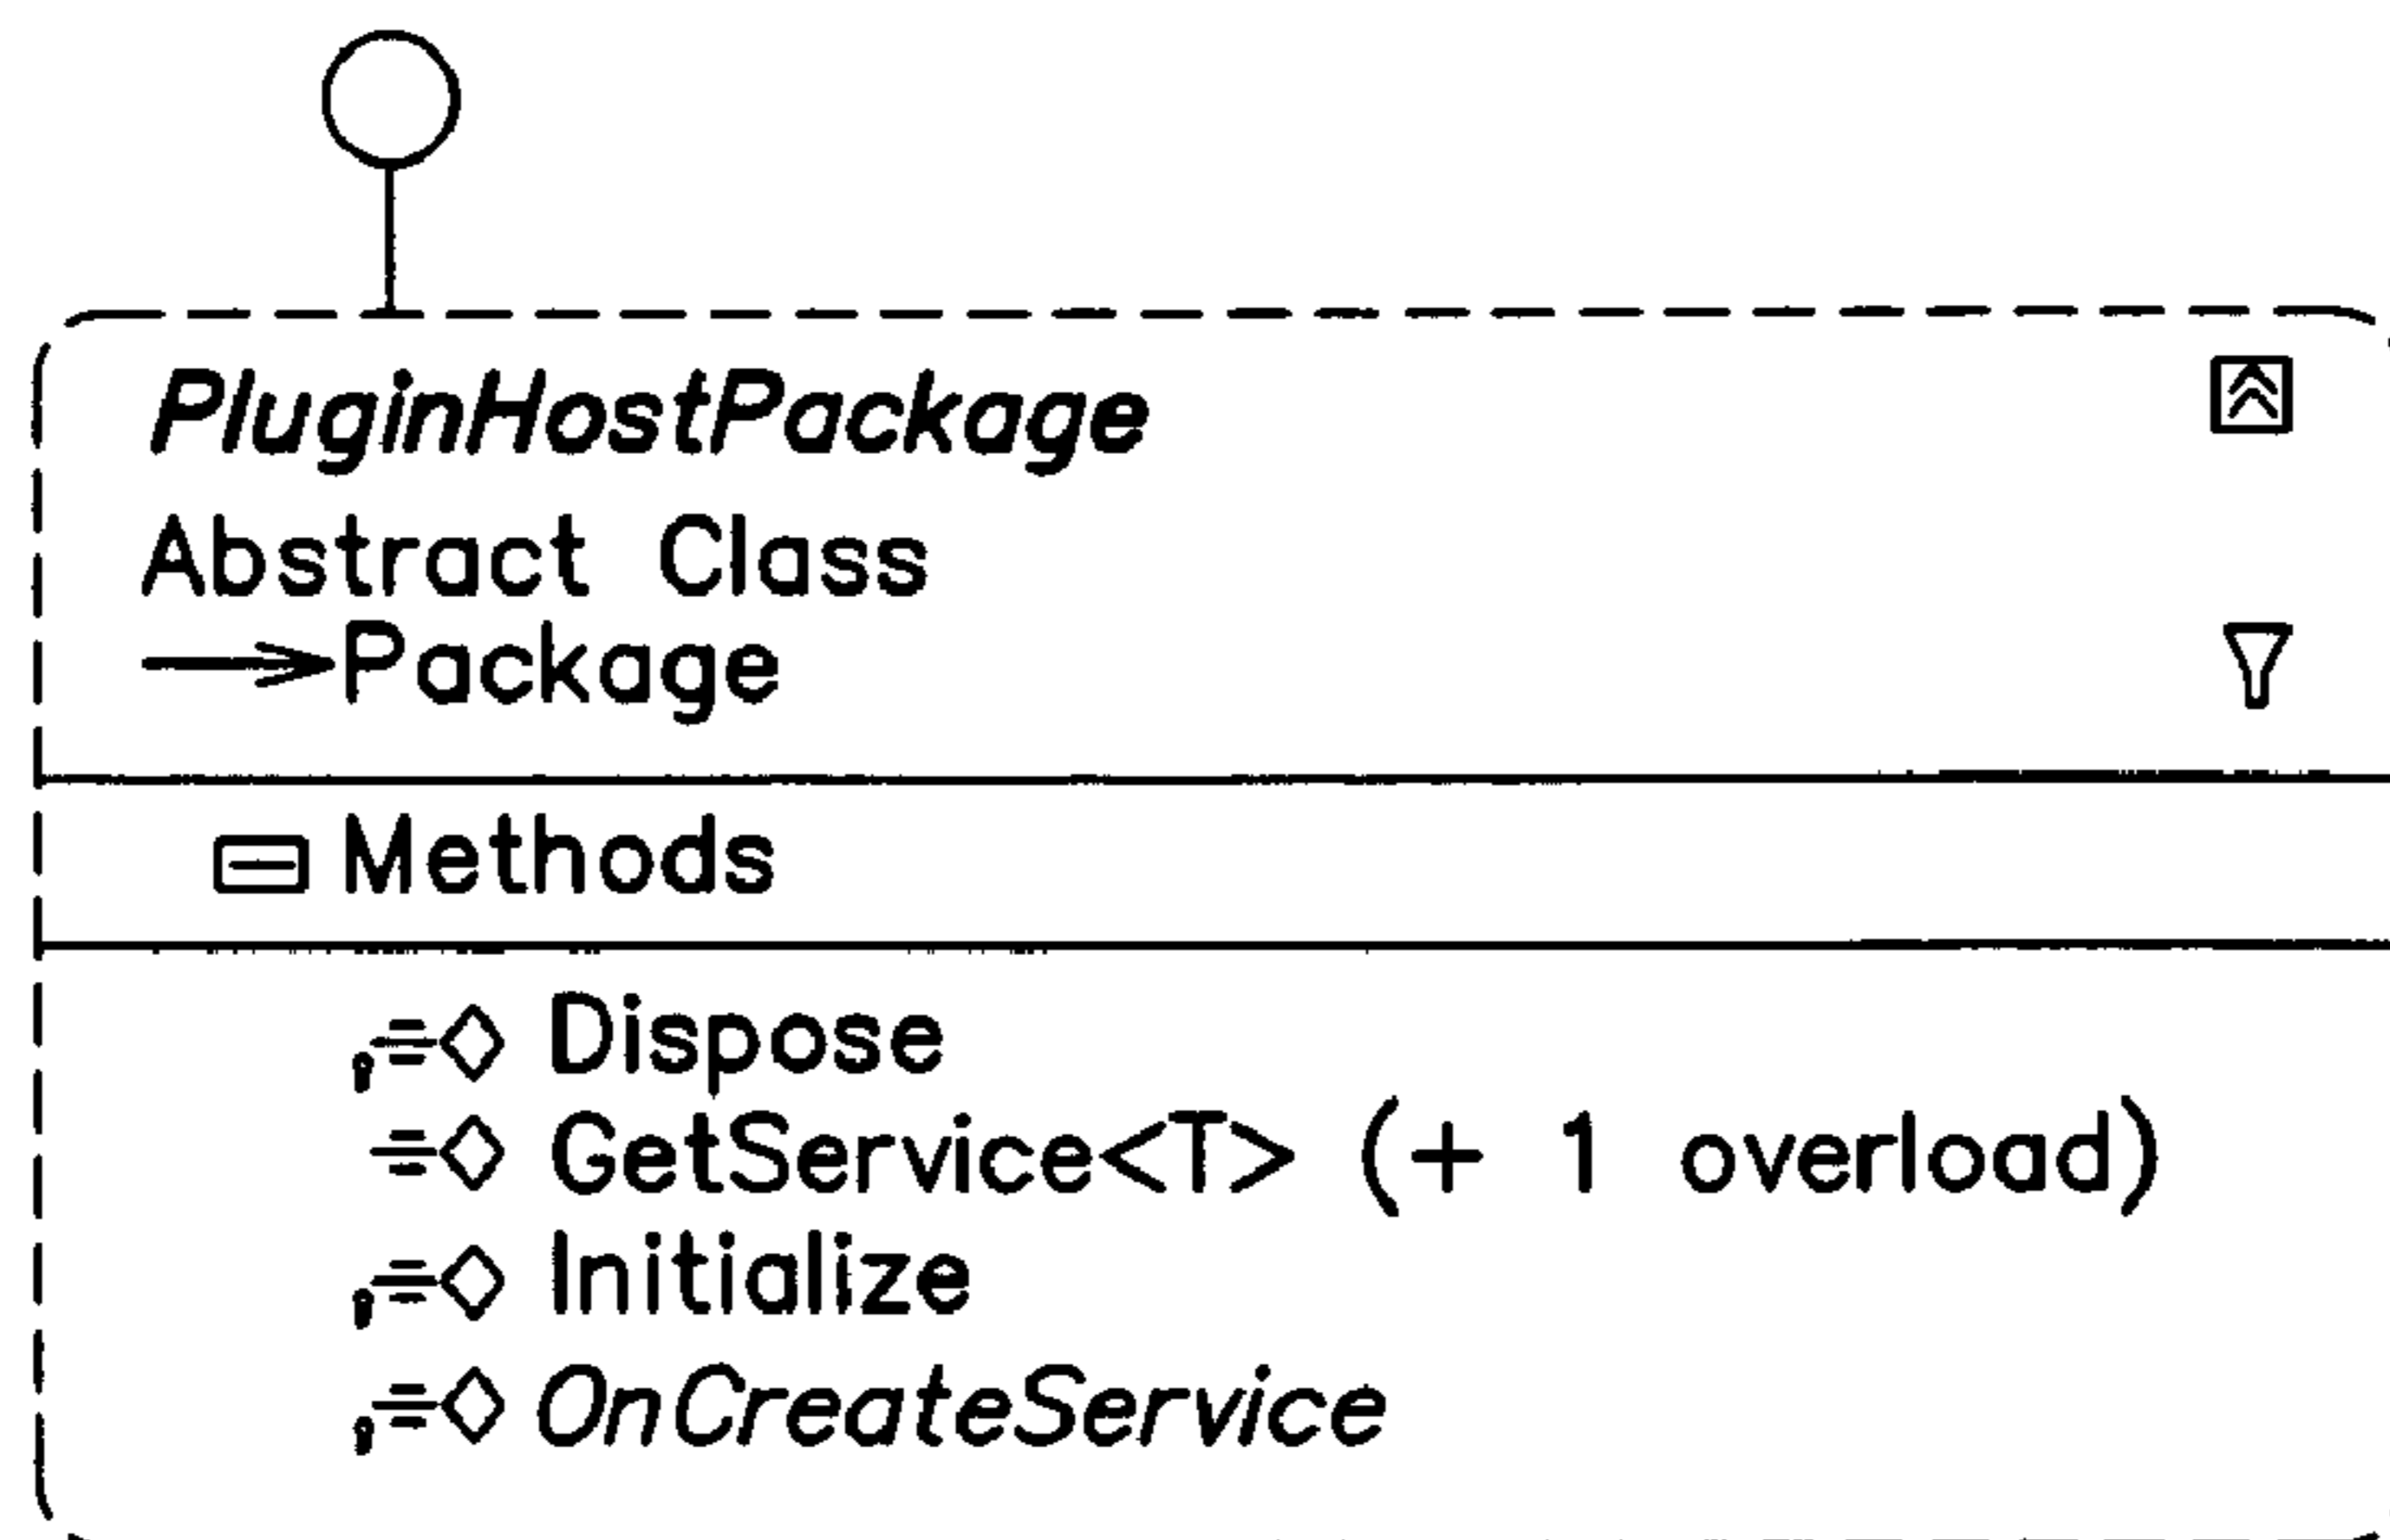 PluginHostPackage
Abstract Class
Package
Methods
Dispose
GetService<T> (+ 1 overload)
Initialize
OnCreateService